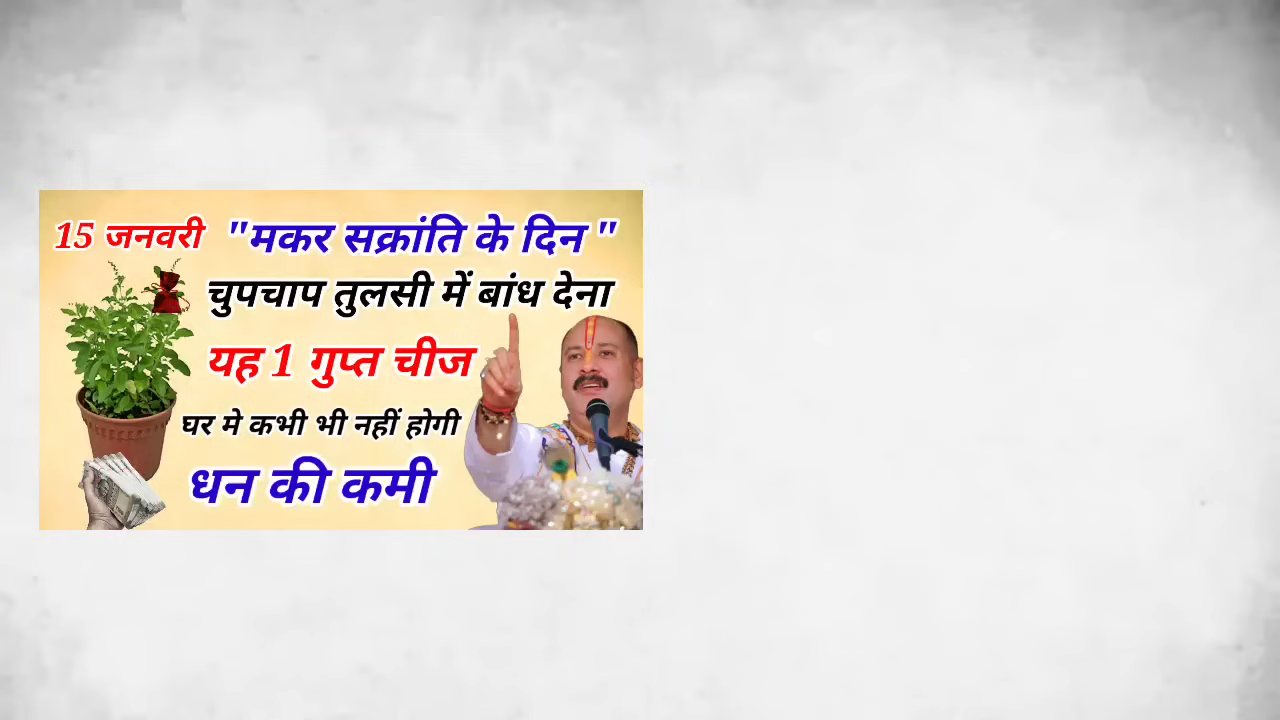 15 जनवरी "मकर सक्रांति के दिन "
चुपचाप तुलसी में बांध देना
यह 1 गुप्त चीज
घर मे कभी भी नहीं होगी
धन की कमी